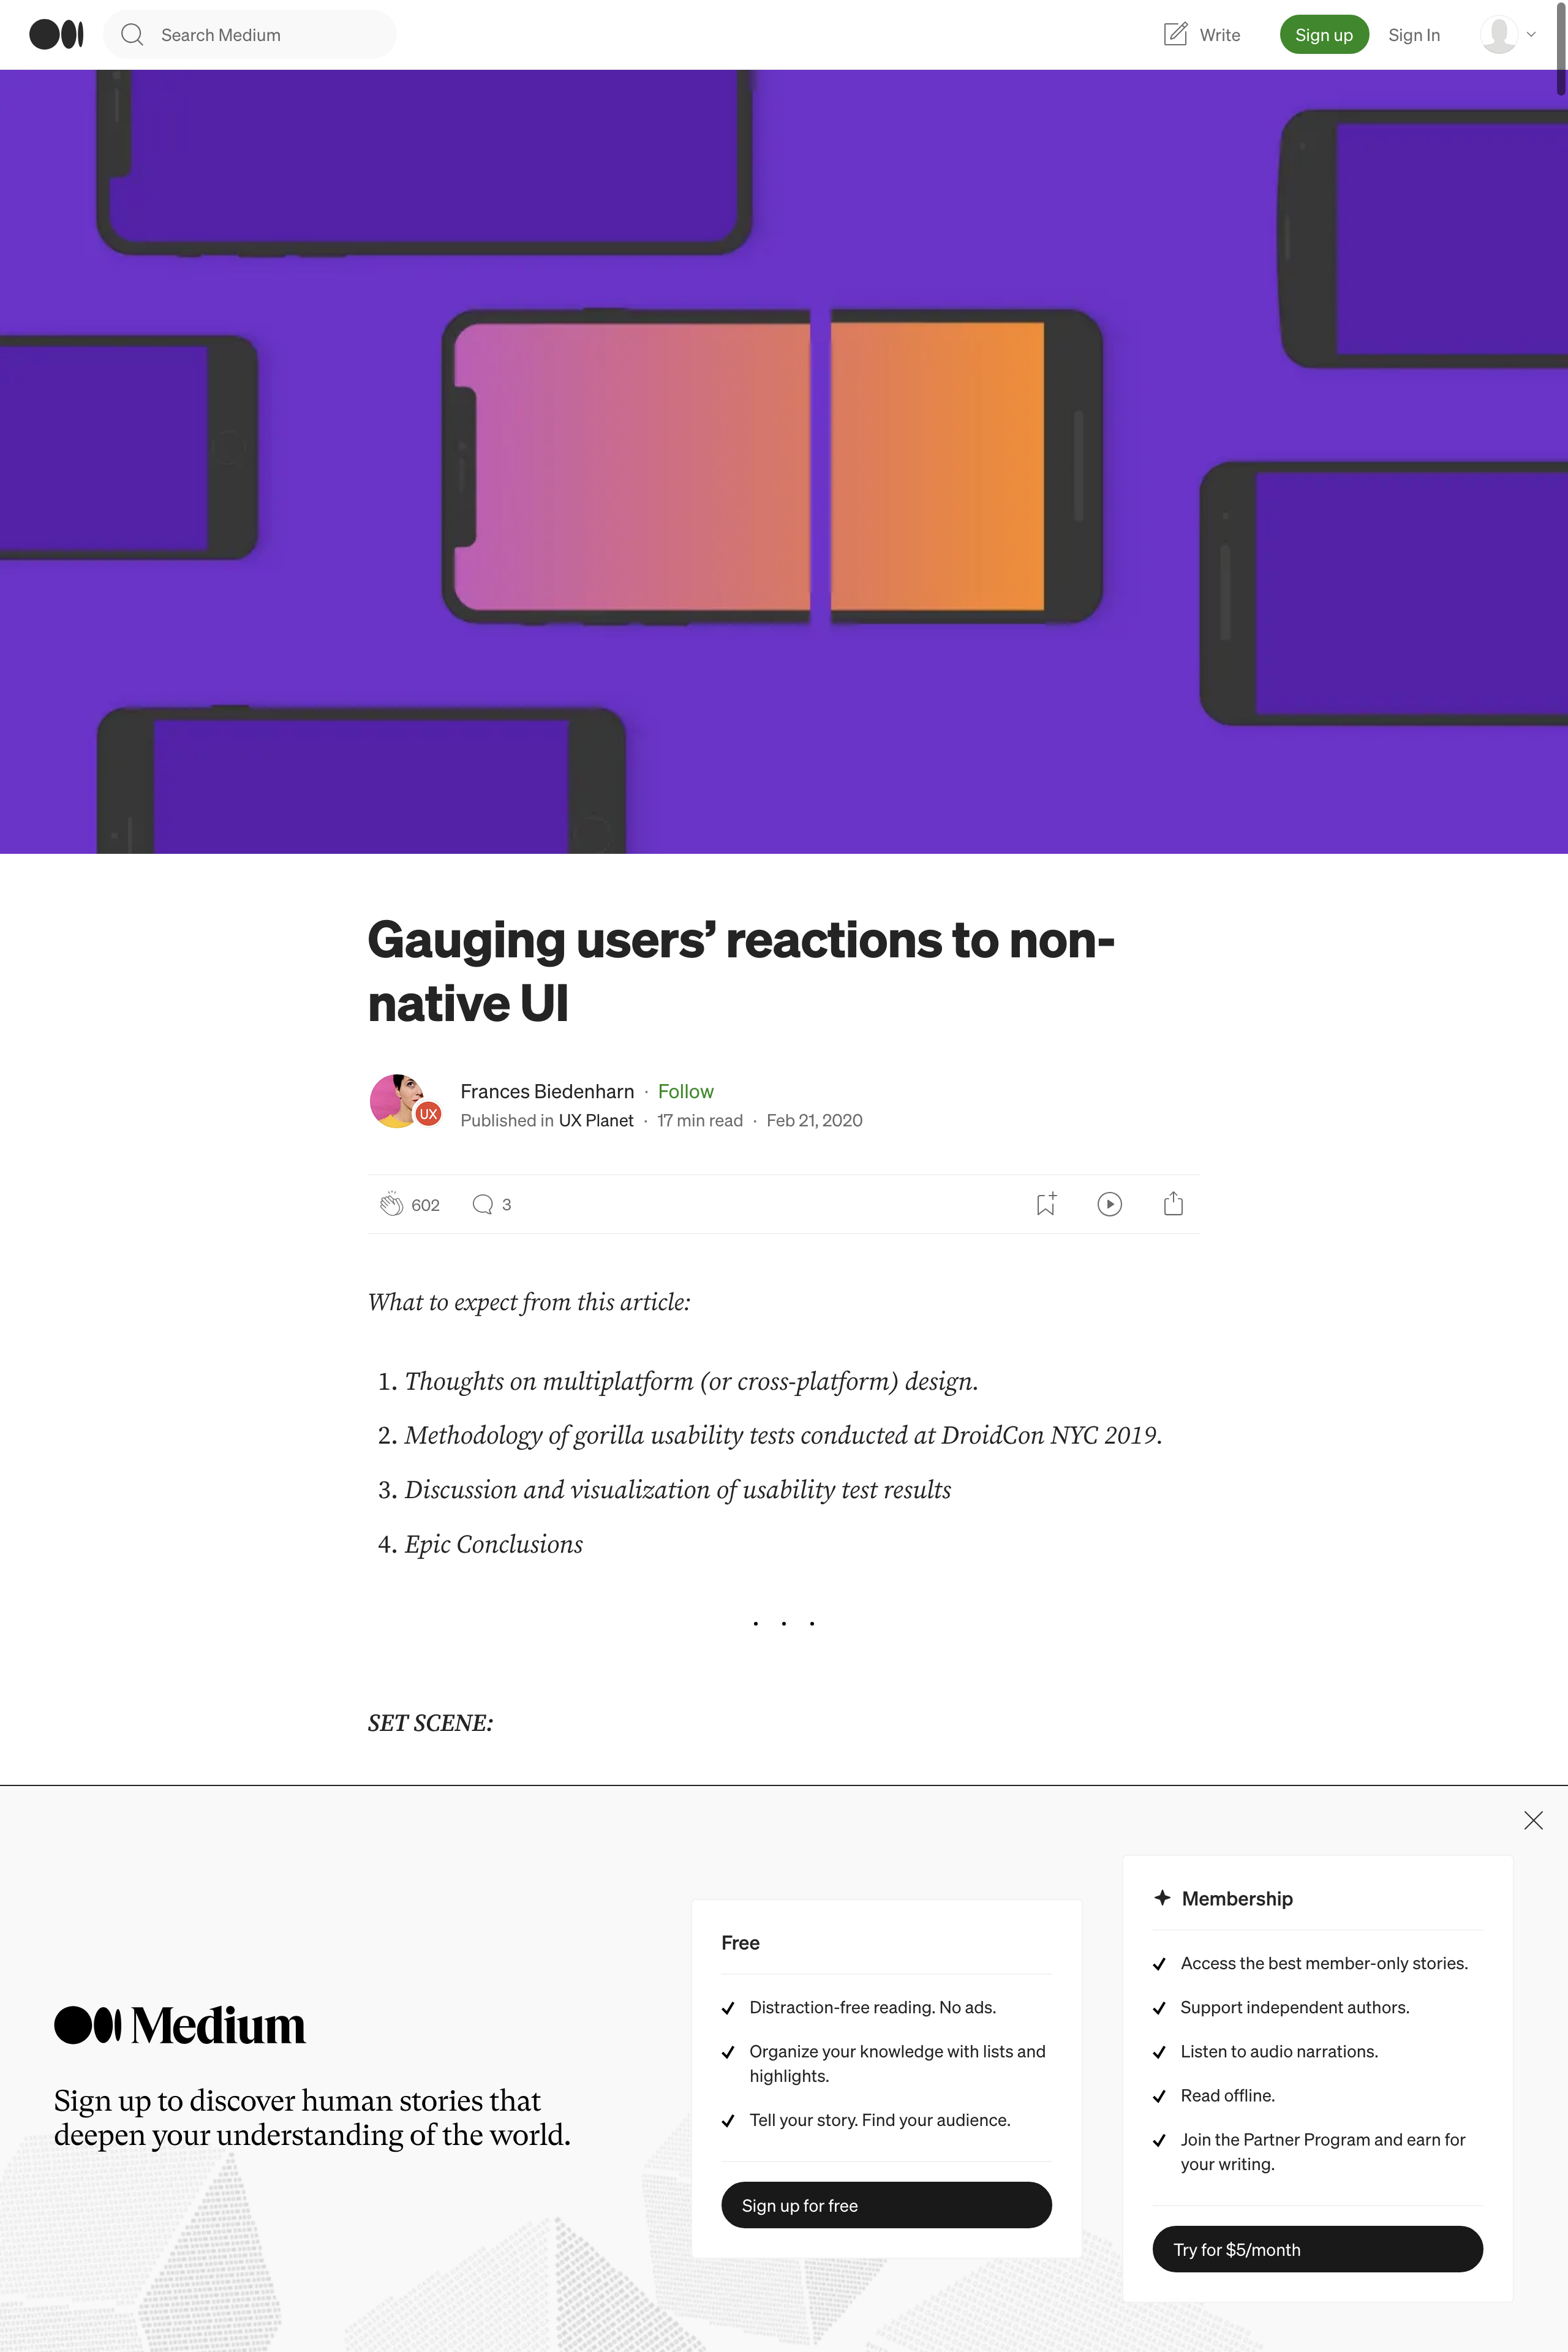 Search Medium
Write
Sign up
Sign In
Gauging users’ reactions to non-
native UI
UX
Frances Biedenharn · Follow
Published in UX Planet · 17 min read · Feb 21, 2020
602
3
What to expect from this article:
1. Thoughts on multiplatform (or cross-platform) design.
2. Methodology of gorilla usability tests conducted at DroidCon NYC 2019.
3. Discussion and visualization of usability test results
4. Epic Conclusions
. . .
SET SCENE:
Medium
Sign up to discover human stories that
deepen your understanding of the world.
Free
Distraction-free reading. No ads.
Organize your knowledge with lists and
highlights.
Tell your story. Find your audience.
Sign up for free
Membership
Access the best member-only stories.
Support independent authors.
Listen to audio narrations.
Read offline.
Join the Partner Program and earn for
your writing.
Try for $5/month